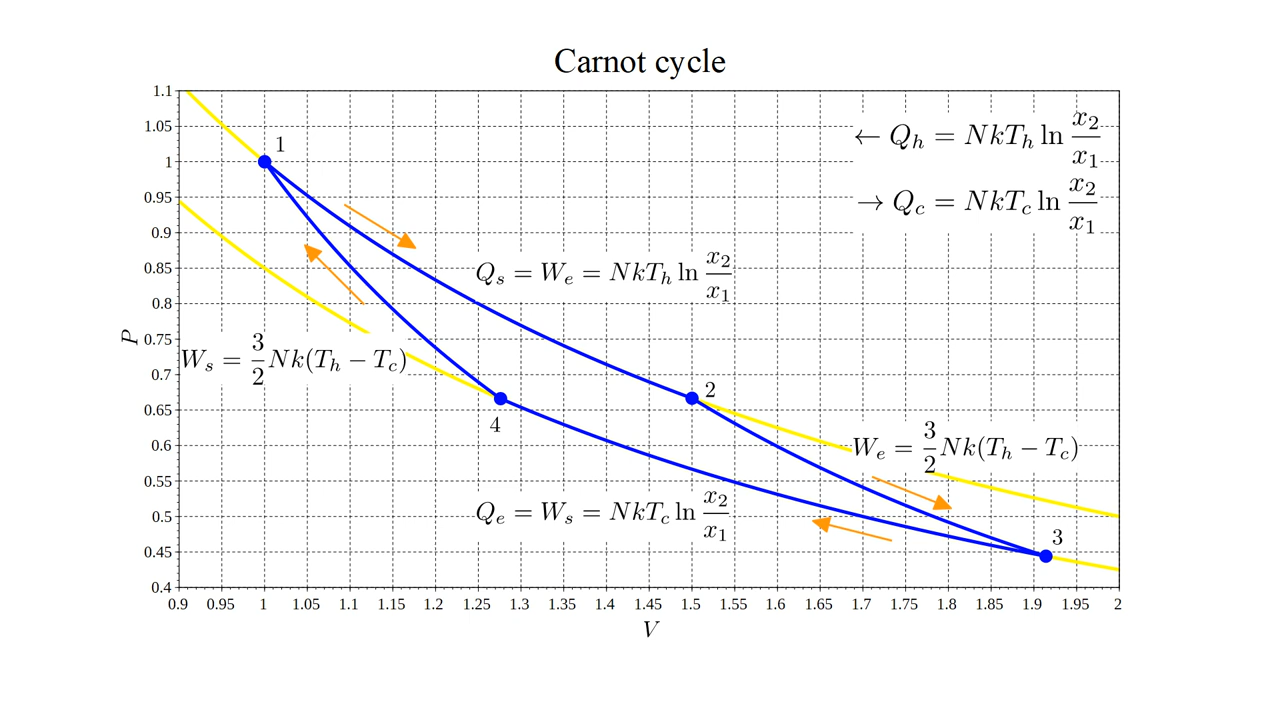 Carnot cycle
1.1
1.05
1
0.95
0.9
0.85
0.8
0.75
0.7
0.65
0.6
0.55
0.5
0.45
0.4
P
1
← Q_h = NkT_h ln x_2/x_1
→ Q_c = NkT_c ln x_2/x_1
Q_s = W_e = NkT_h ln x_2/x_1
W_s = 3/2 Nk(T_h − T_c)
2
4
W_e = 3/2 Nk(T_h − T_c)
Q_e = W_s = NkT_c ln x_2/x_1
3
0.9 0.95 1 1.05 1.1 1.15 1.2 1.25 1.3 1.35 1.4 1.45 1.5 1.55 1.6 1.65 1.7 1.75 1.8 1.85 1.9 1.95 2
V